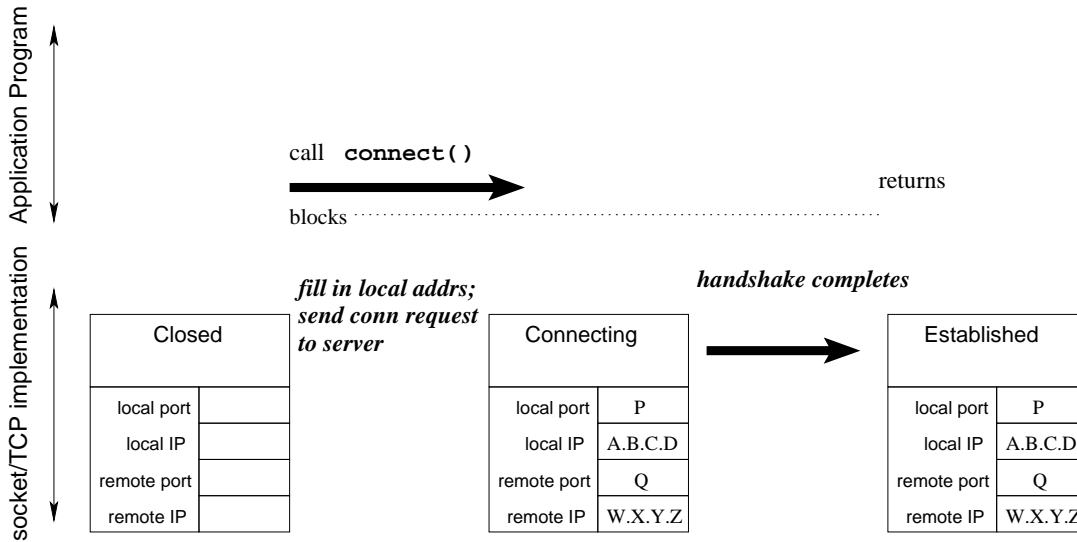 Application Program
call connect()
returns
blocks
socket/TCP implementation
fill in local addrs;
send conn request
to server
handshake completes
Closed
local port
local IP
remote port
remote IP
Connecting
local port P
local IP A.B.C.D
remote port Q
remote IP W.X.Y.Z
Established
local port P
local IP A.B.C.D
remote port Q
remote IP W.X.Y.Z